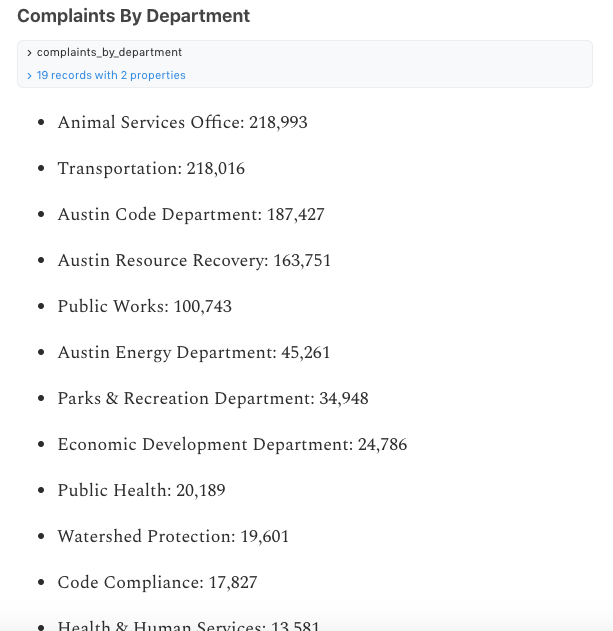 Complaints By Department
› complaints_by_department
› 19 records with 2 properties
• Animal Services Office: 218,993
• Transportation: 218,016
• Austin Code Department: 187,427
• Austin Resource Recovery: 163,751
• Public Works: 100,743
• Austin Energy Department: 45,261
• Parks & Recreation Department: 34,948
• Economic Development Department: 24,786
• Public Health: 20,189
• Watershed Protection: 19,601
• Code Compliance: 17,827
• Health & Human Services: 13,581